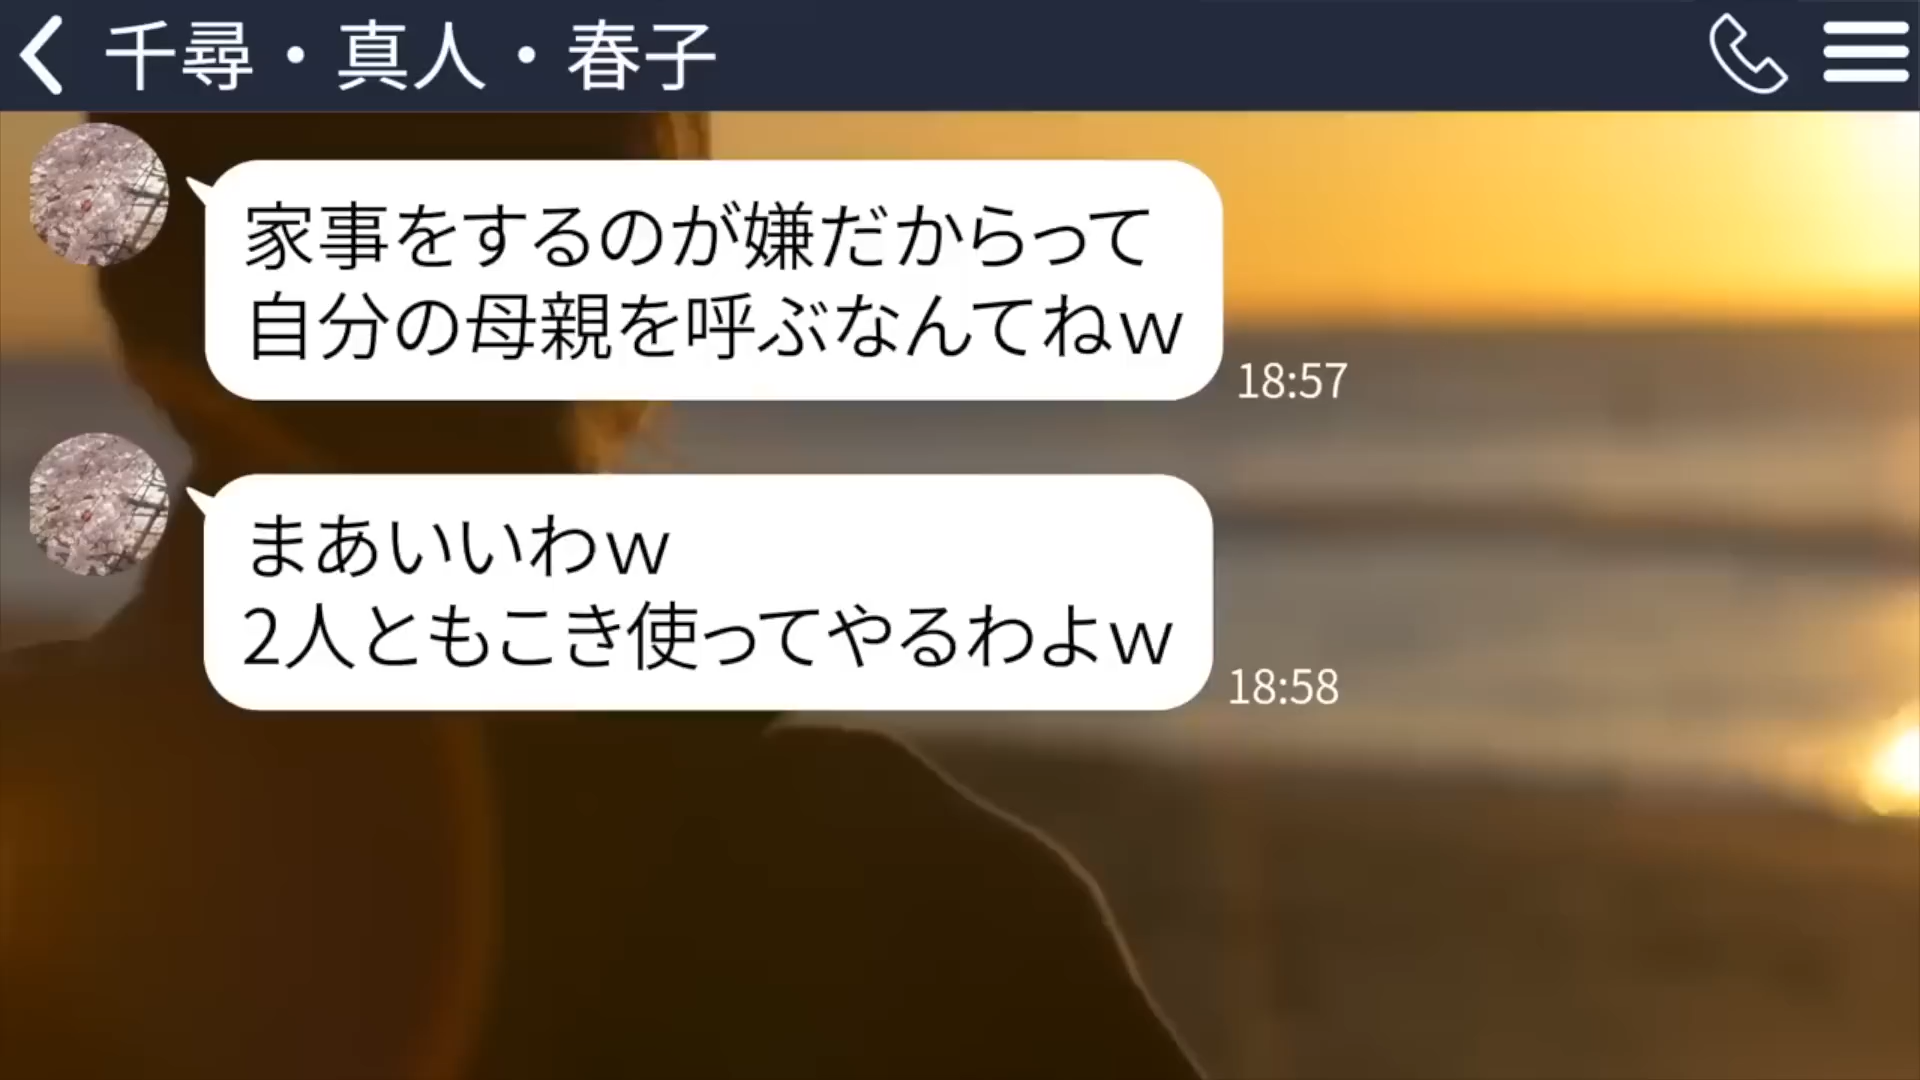 千尋・真人・春子
家事をするのが嫌だからって
自分の母親を呼ぶなんてねｗ
18:57
まあいいわｗ
2人ともこき使ってやるわよｗ
18:58